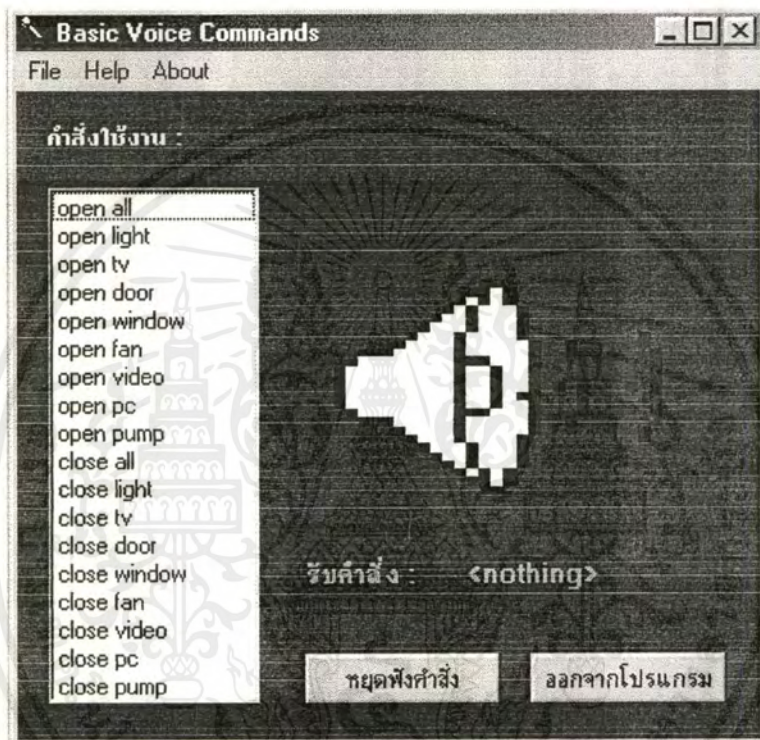 Basic Voice Commands
File Help About
คำสั่งใช้งาน :
open all
open light
open tv
open door
open window
open fan
open video
open pc
open pump
close all
close light
close tv
close door
close window
close fan
close video
close pc
close pump
รับคำสั่ง : <nothing>
หยุดฟังคำสั่ง ออกจากโปรแกรม